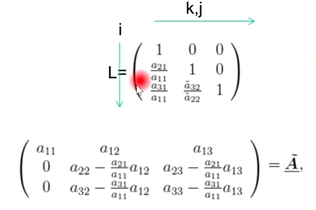 k,j
i
L= ( 1 0 0
a21/a11 1 0
a31/a11 ã32/ã22 1 )
( a11 a12 a13
0 a22 − a21/a11 a12 a23 − a21/a11 a13
0 a32 − a31/a11 a12 a33 − a31/a11 a13 ) = Ã,